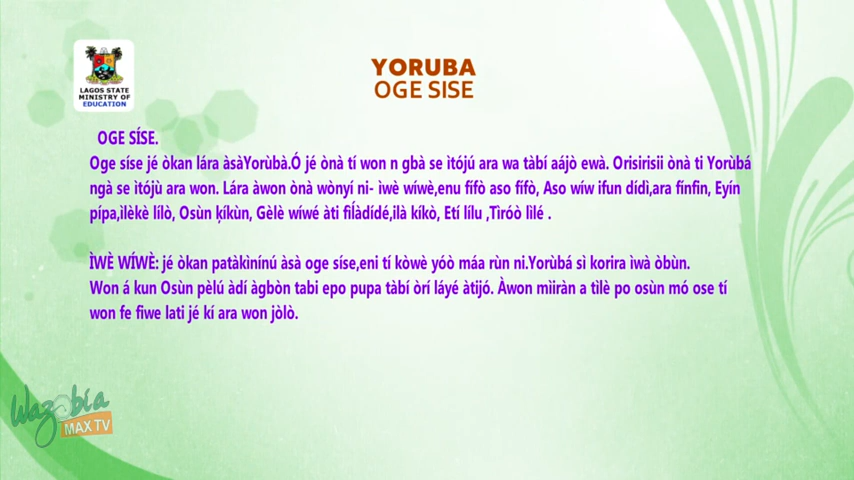 LAGOS STATE
MINISTRY OF
EDUCATION
YORUBA
OGE SISE
OGE SÍSE.
Oge síse jé òkan lára àsàYorùbà.Ó jé ònà tí won n gbà se ìtójú ara wa tàbí aájò ewà. Orisirisii ònà ti Yorùbá
ngà se ìtójù ara won. Lára àwon ònà wònyí ni- ìwè wíwè,enu fífò aso fífò, Aso wíw ifun dídì,ara fínfin, Eyín
pípa,ìlèkè lílò, Osùn ķíkùn, Gèlè wíwé àti fìĺàdídé,ilà kíkò, Etí lílu ,Tìróò lìlé .
ÌWÈ WÍWÈ: jé òkan patàkìnínú àsà oge síse,eni tí kòwè yóò máa rùn ni.Yorùbá sì korira ìwà òbùn.
Won á kun Osùn pèlú àdí àgbòn tabi epo pupa tàbí òrí láyé àtijó. Àwon mìiràn a tìlè po osùn mó ose tí
won fe fiwe lati jé kí ara won jòlò.
Wazobia
MAX TV